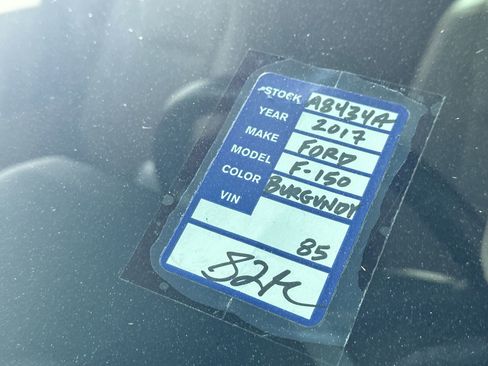 STOCK A8434A
YEAR 2017
MAKE FORD
MODEL F-150
COLOR BURGUNDY
VIN
85
82K